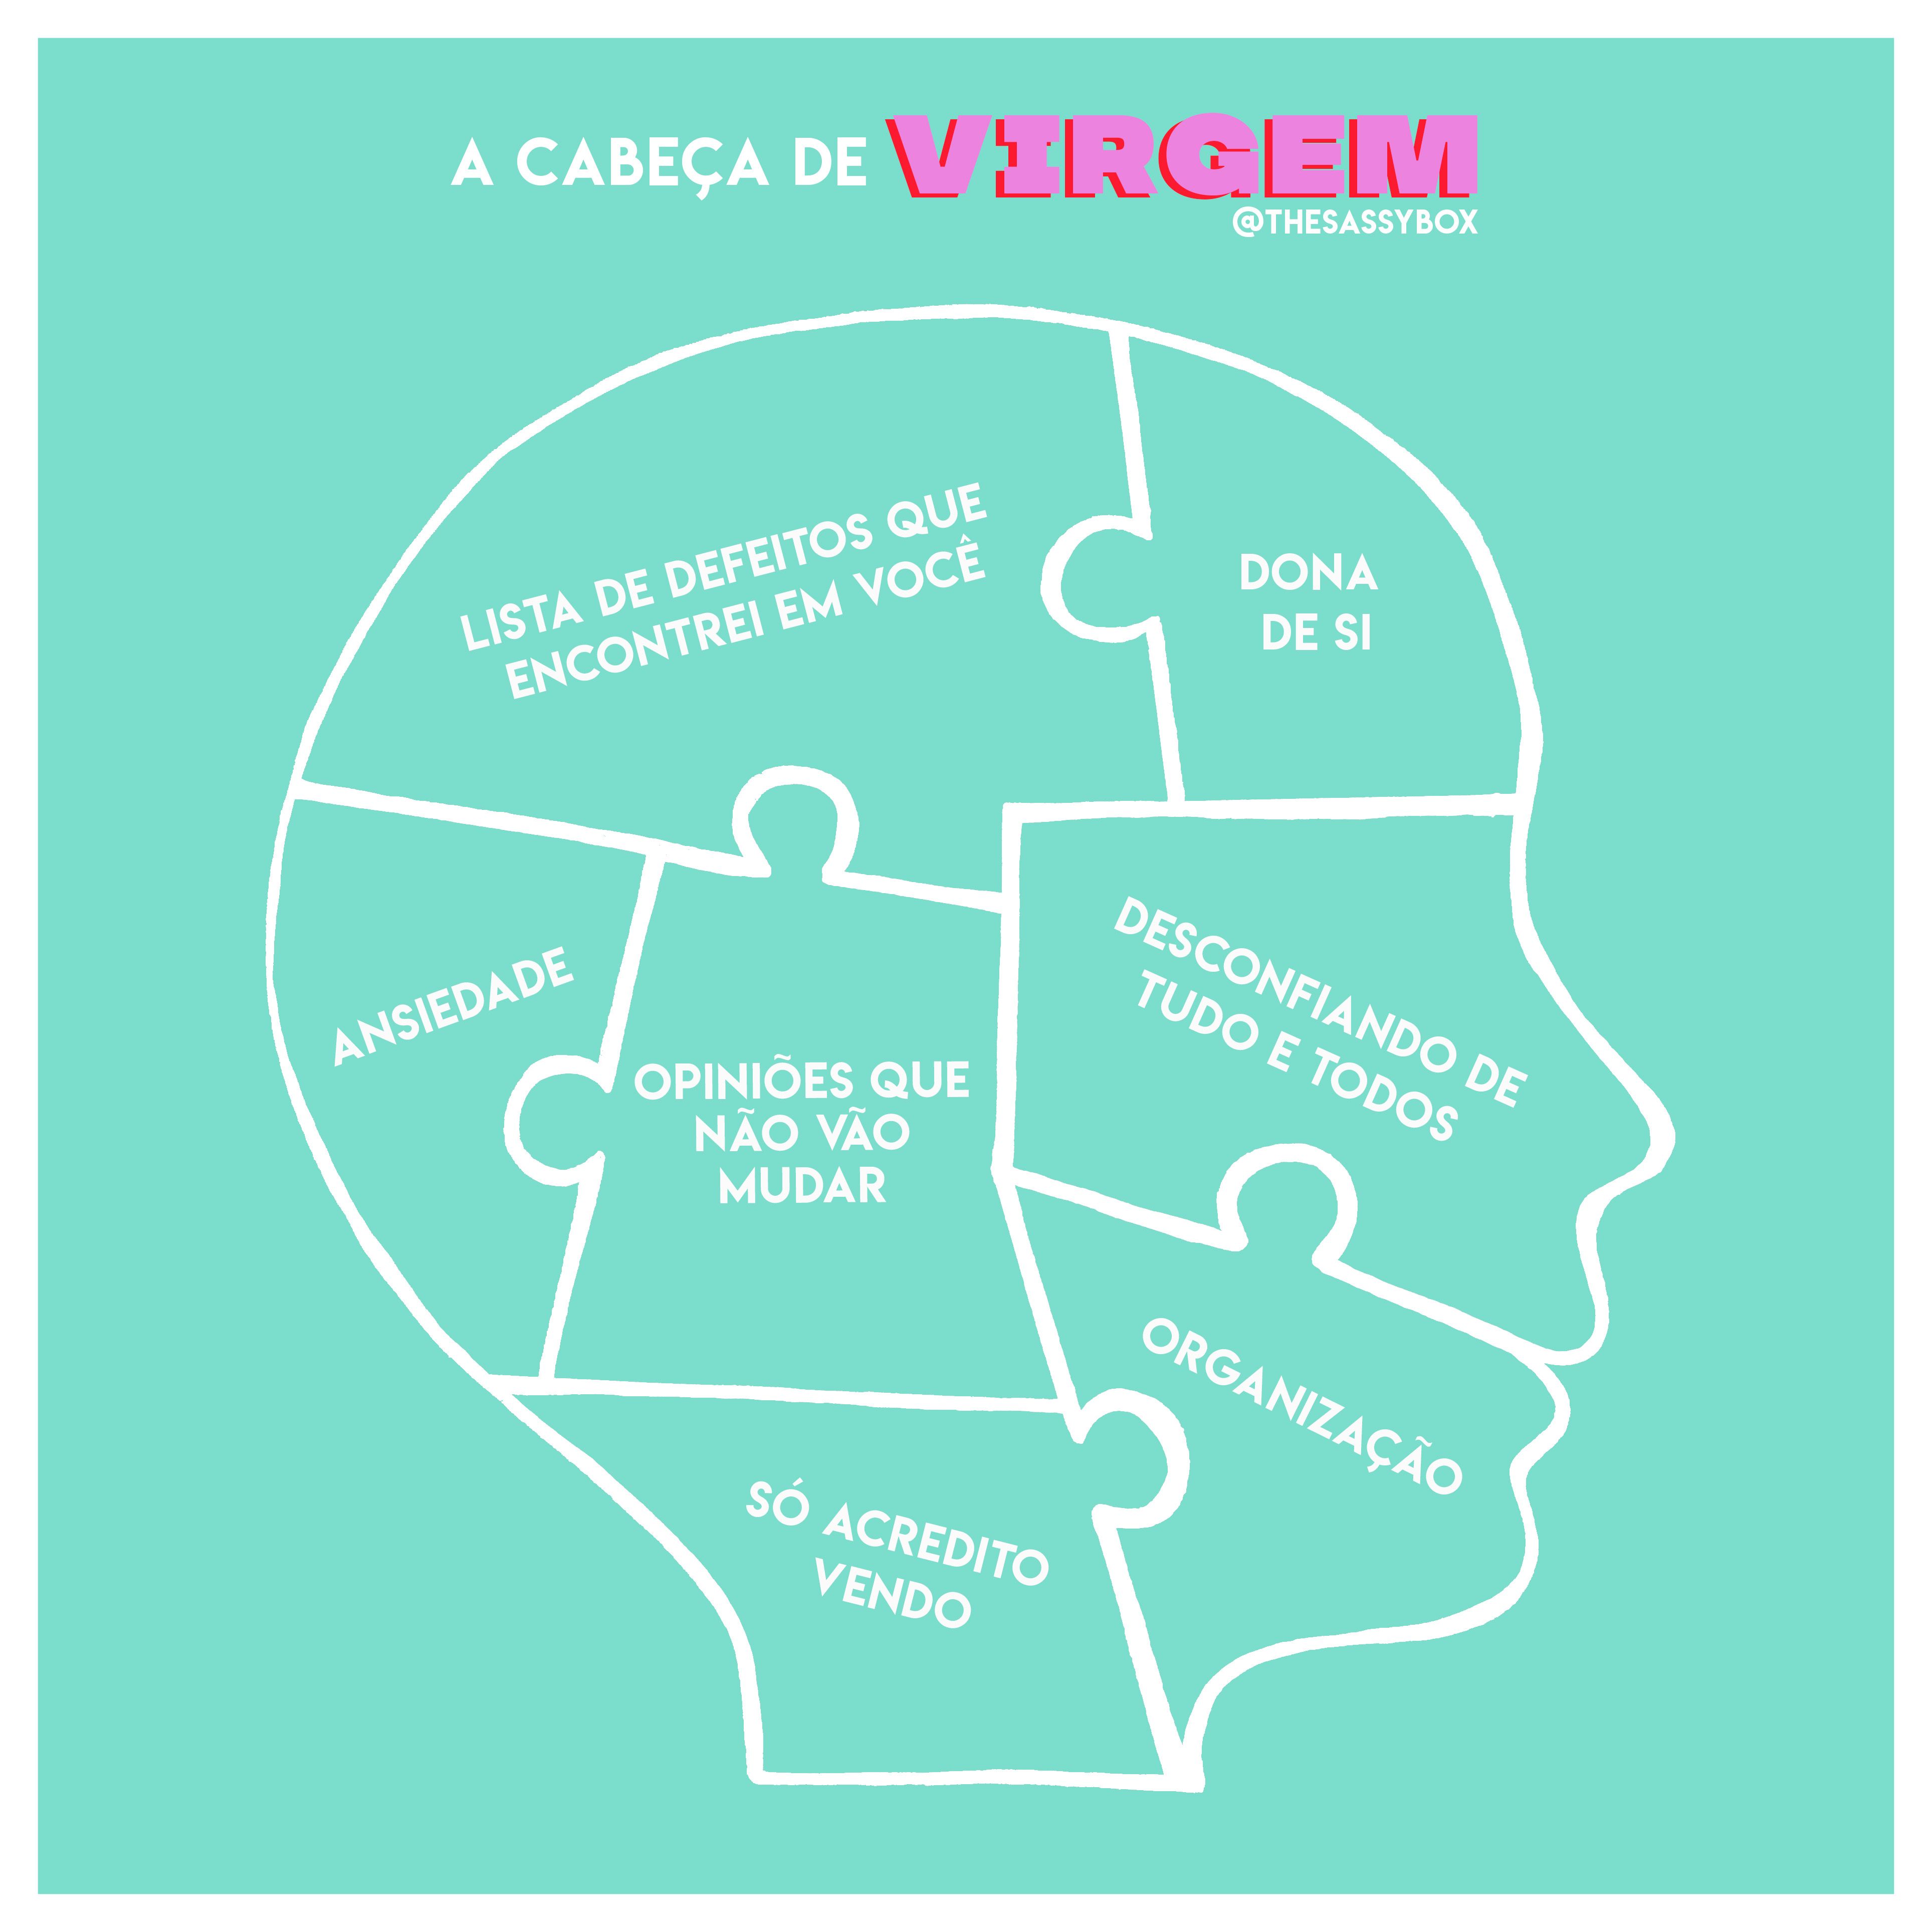 A CABEÇA DE VIRGEM
@THESASSYBOX
LISTA DE DEFEITOS QUE
ENCONTREI EM VOCÊ
DONA
DE SI
ANSIEDADE
OPINIÕES QUE
NÃO VÃO
MUDAR
DESCONFIANDO DE
TUDO E TODOS
ORGANIZAÇÃO
SÓ ACREDITO
VENDO